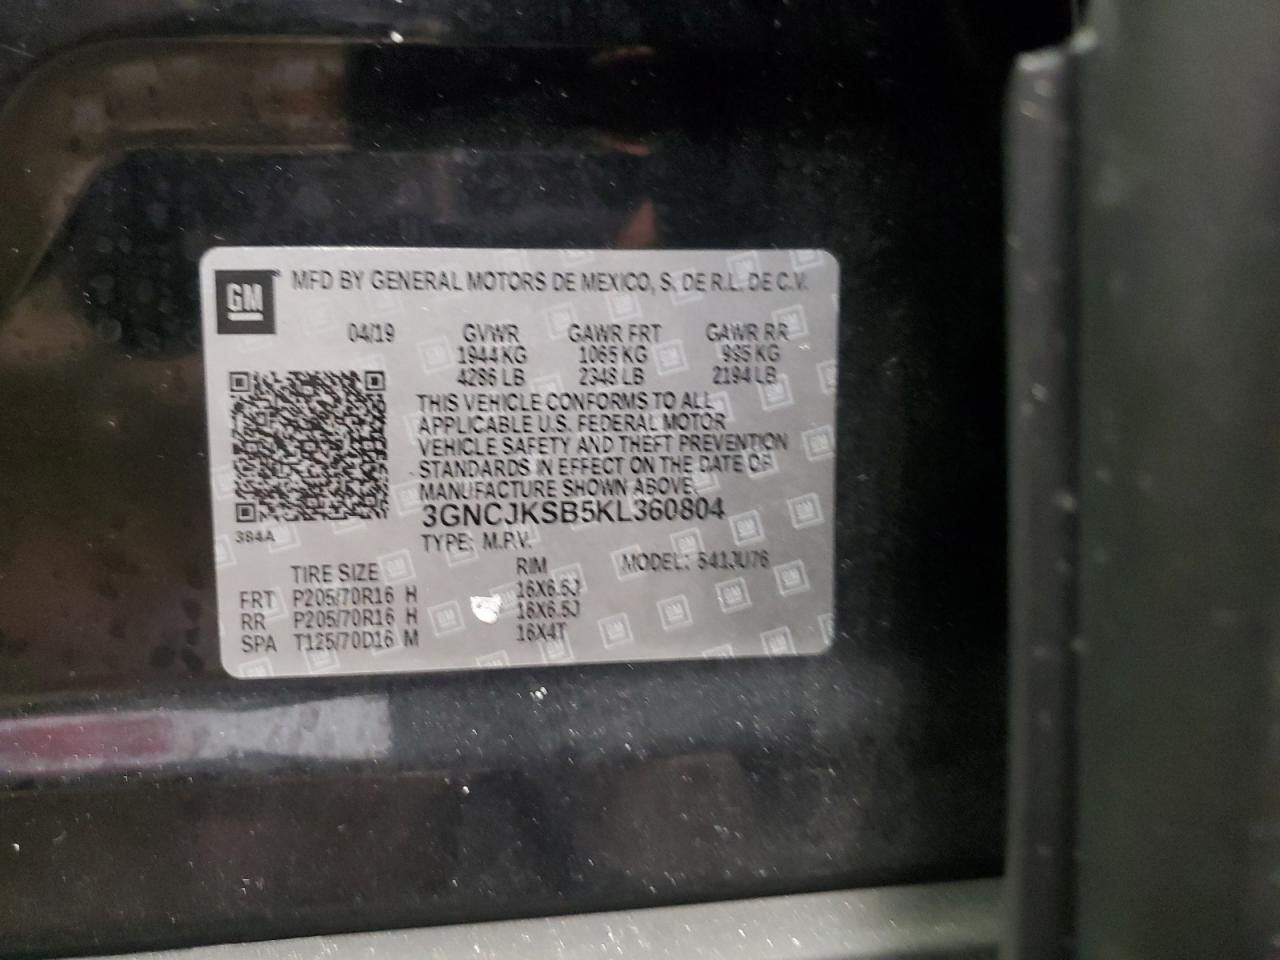 GM
MFD BY GENERAL MOTORS DE MEXICO, S. DE R.L. DE C.V.
04/19 GVWR GAWR FRT GAWR RR
1944 KG 1065 KG 995 KG
4286 LB 2348 LB 2194 LB
THIS VEHICLE CONFORMS TO ALL
APPLICABLE U.S. FEDERAL MOTOR
VEHICLE SAFETY AND THEFT PREVENTION
STANDARDS IN EFFECT ON THE DATE OF
MANUFACTURE SHOWN ABOVE.
3GNCJKSB5KL360804
384A
TYPE: M.P.V.
TIRE SIZE RIM MODEL: 541JU76
FRT P205/70R16 H 16X6.5J
RR P205/70R16 H 16X6.5J
SPA T125/70D16 M 16X4T